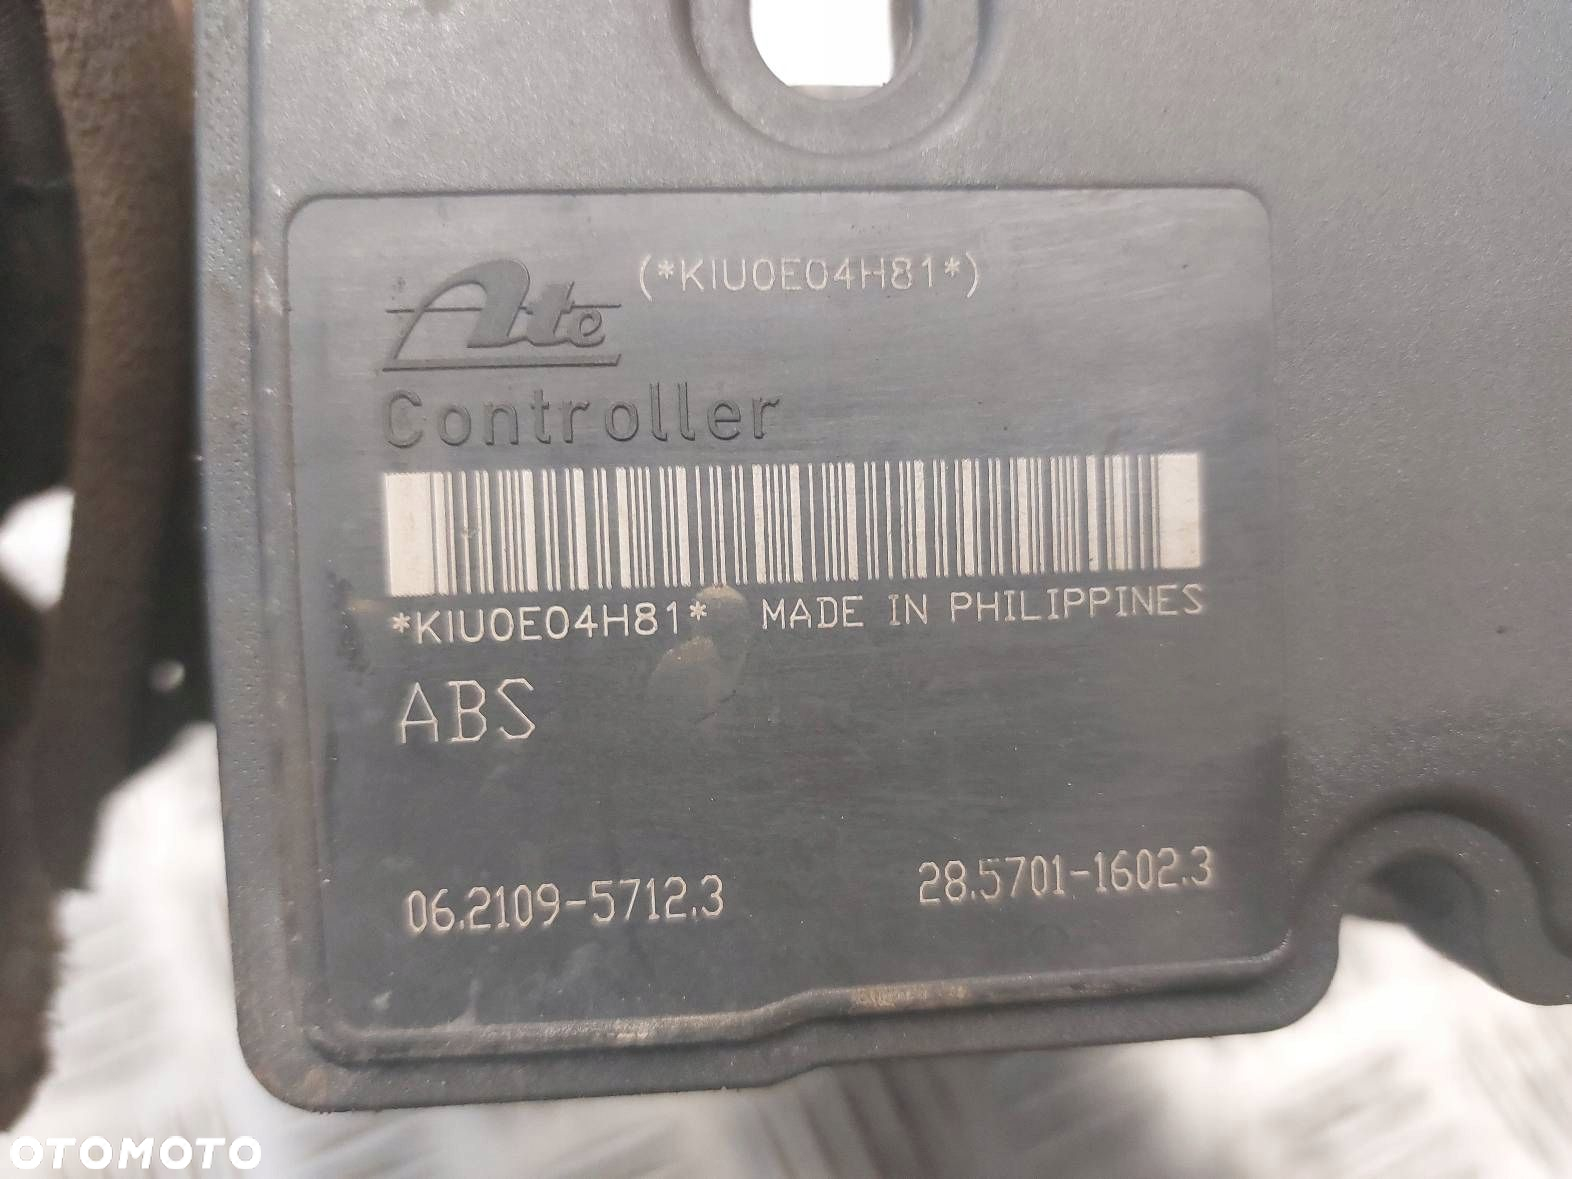 (*KIU0E04H81*)
Ate
Controller
*KIU0E04H81* MADE IN PHILIPPINES
ABS
06.2109-5712.3 28.5701-1602.3
OTOMOTO